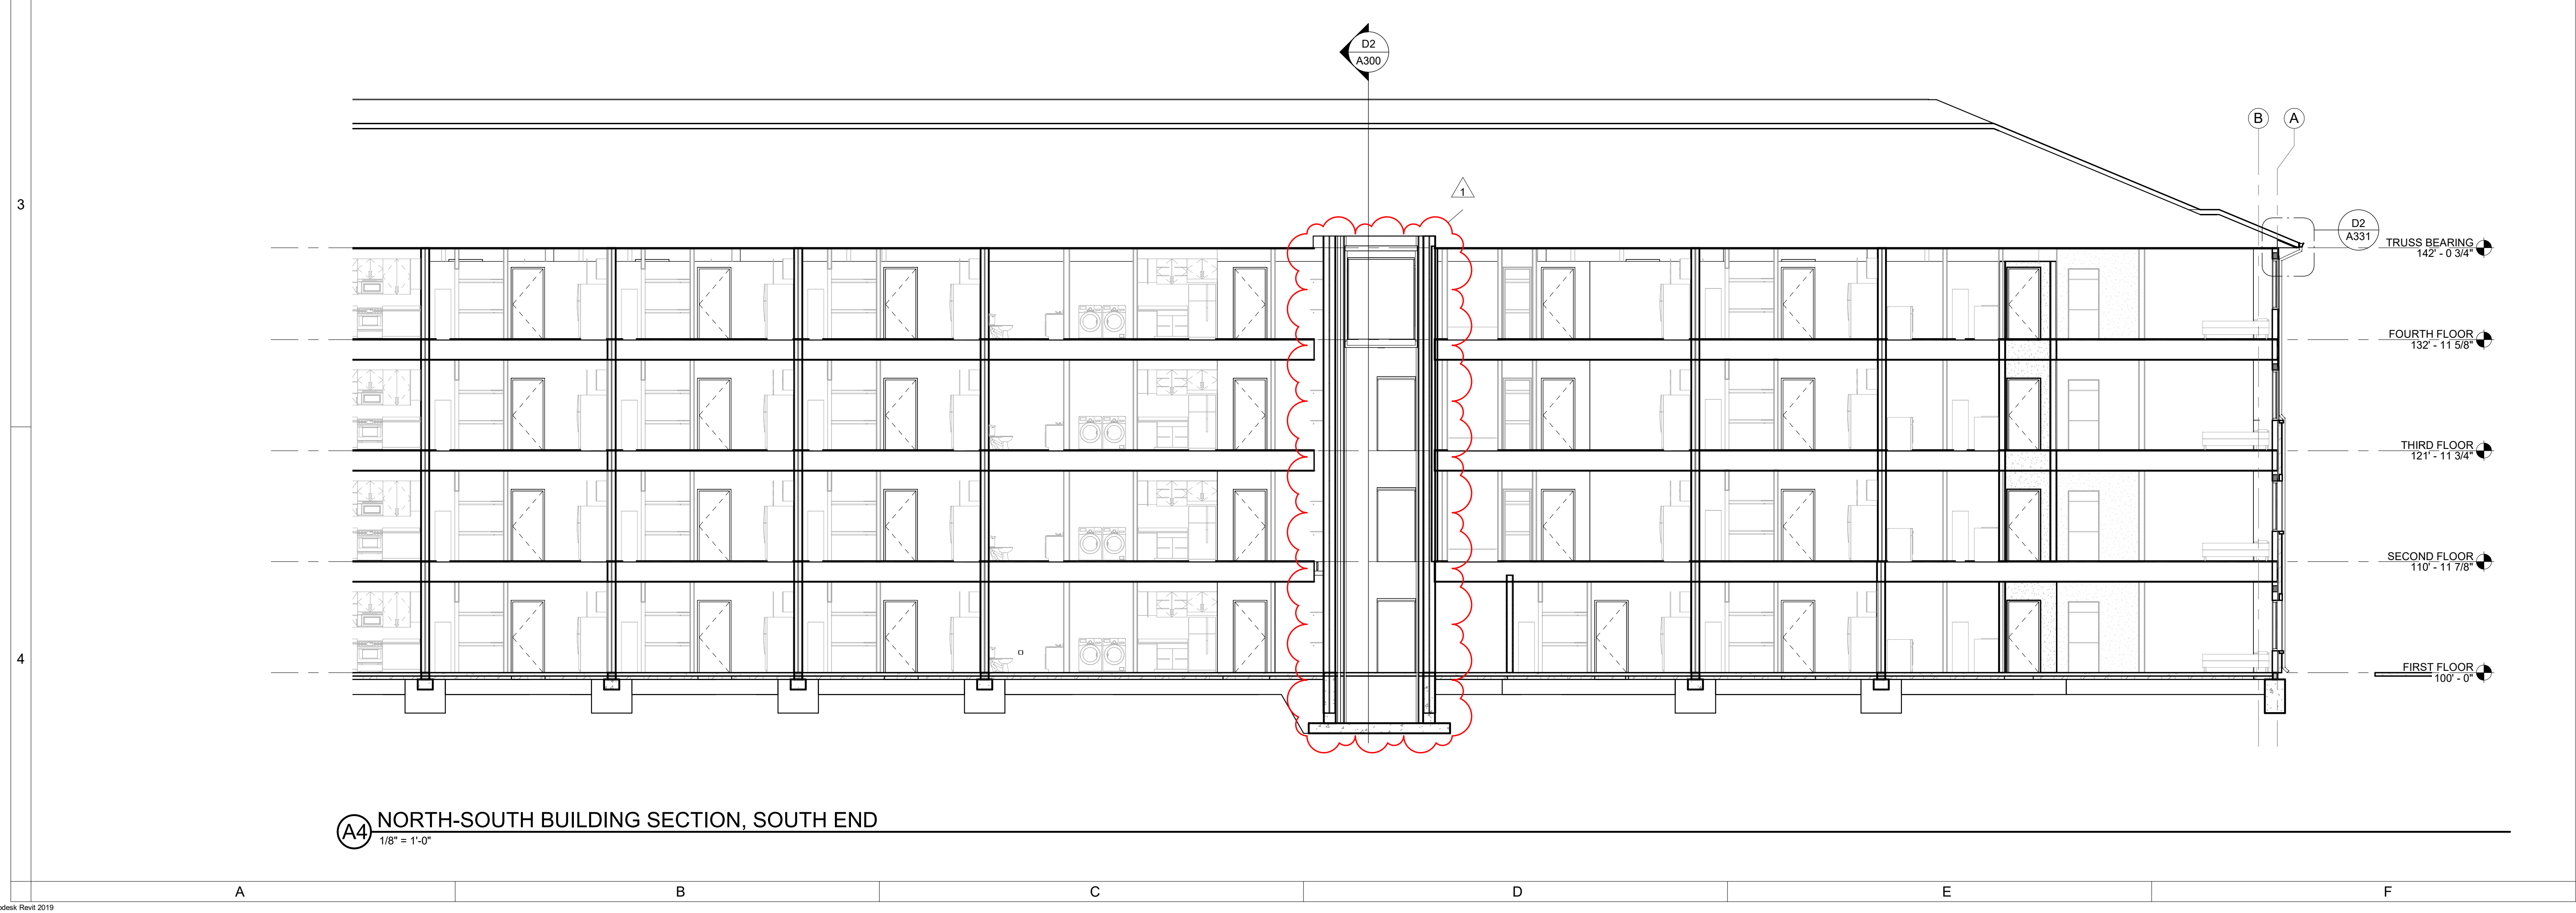 D2
A300
B
A
1
3
D2
A331
TRUSS BEARING
142' - 0 3/4"
FOURTH FLOOR
132' - 11 5/8"
THIRD FLOOR
121' - 11 3/4"
SECOND FLOOR
110' - 11 7/8"
4
FIRST FLOOR
100' - 0"
A4
NORTH-SOUTH BUILDING SECTION, SOUTH END
1/8" = 1'-0"
A
B
C
D
E
F
odesk Revit 2019